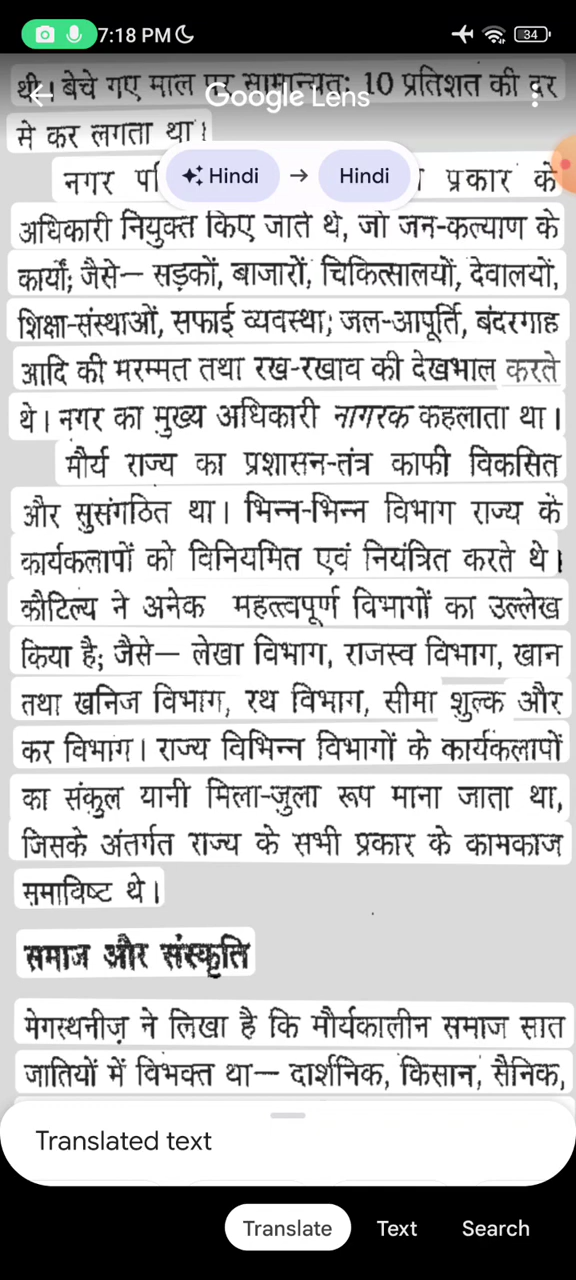 7:18 PM
34
थी। बेचे गए माल पर सामान्यत: 10 प्रतिशत की दर
Google Lens
मे कर लगता था।
Hindi → Hindi
नगर प्रकार के
अधिकारी नियुक्त किए जाते थे, जो जन-कल्याण के
कार्यों; जैसे— सड़कों, बाजारों, चिकित्सालयों, देवालयों,
शिक्षा-संस्थाओं, सफाई व्यवस्था; जल-आपूर्ति, बंदरगाह
आदि की मरम्मत तथा रख-रखाव की देखभाल करते
थे। नगर का मुख्य अधिकारी नागरक कहलाता था।
मौर्य राज्य का प्रशासन-तंत्र काफी विकसित
और सुसंगठित था। भिन्न-भिन्न विभाग राज्य के
कार्यकलापों को विनियमित एवं नियंत्रित करते थे।
कौटिल्य ने अनेक महत्त्वपूर्ण विभागों का उल्लेख
किया है; जैसे— लेखा विभाग, राजस्व विभाग, खान
तथा खनिज विभाग, रथ विभाग, सीमा शुल्क और
कर विभाग। राज्य विभिन्न विभागों के कार्यकलापों
का संकुल यानी मिला-जुला रूप माना जाता था,
जिसके अंतर्गत राज्य के सभी प्रकार के कामकाज
समाविष्ट थे।
समाज और संस्कृति
मेगस्थनीज़ ने लिखा है कि मौर्यकालीन समाज सात
जातियों में विभक्त था— दार्शनिक, किसान, सैनिक,
Translated text
Translate Text Search